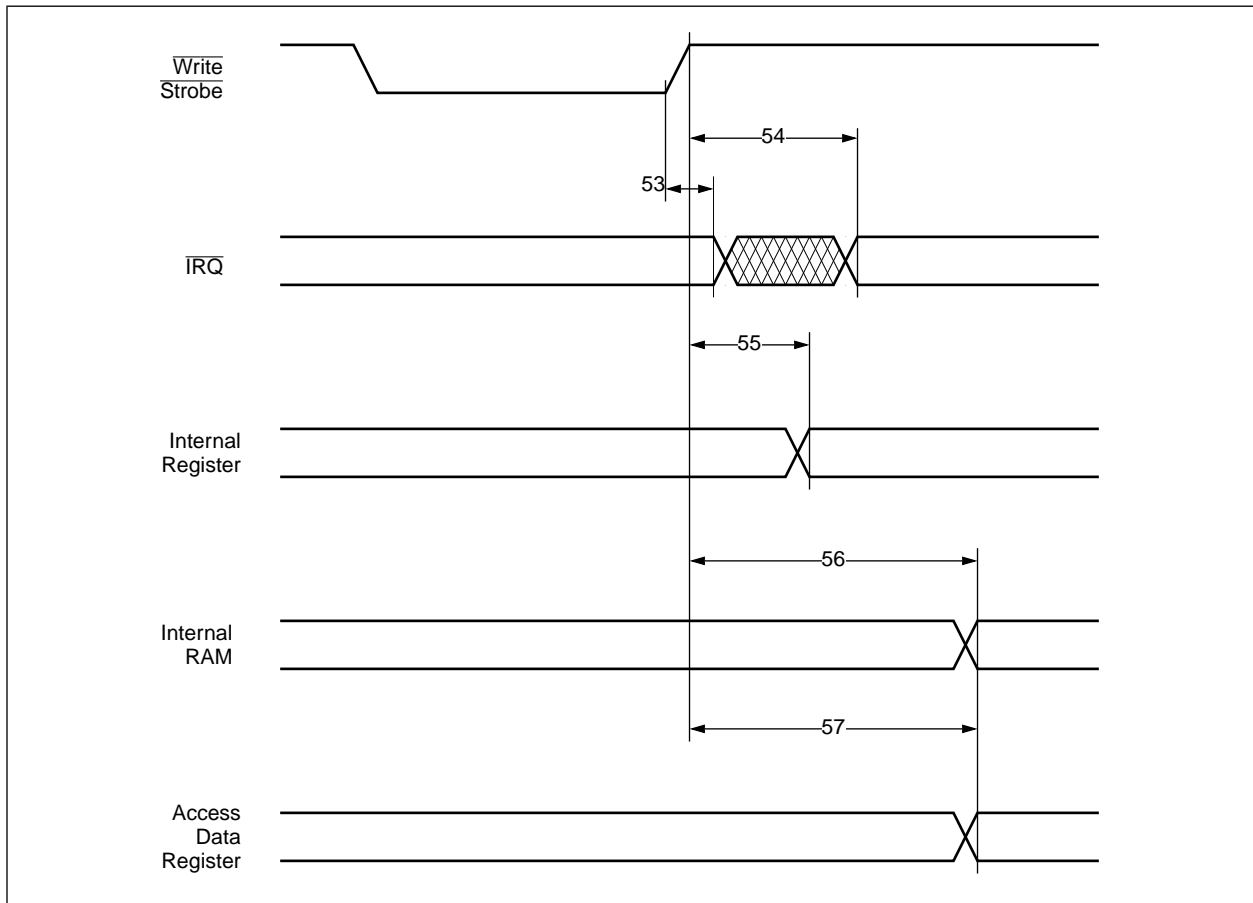 Write
Strobe
54
53
IRQ
55
Internal
Register
56
Internal
RAM
57
Access
Data
Register